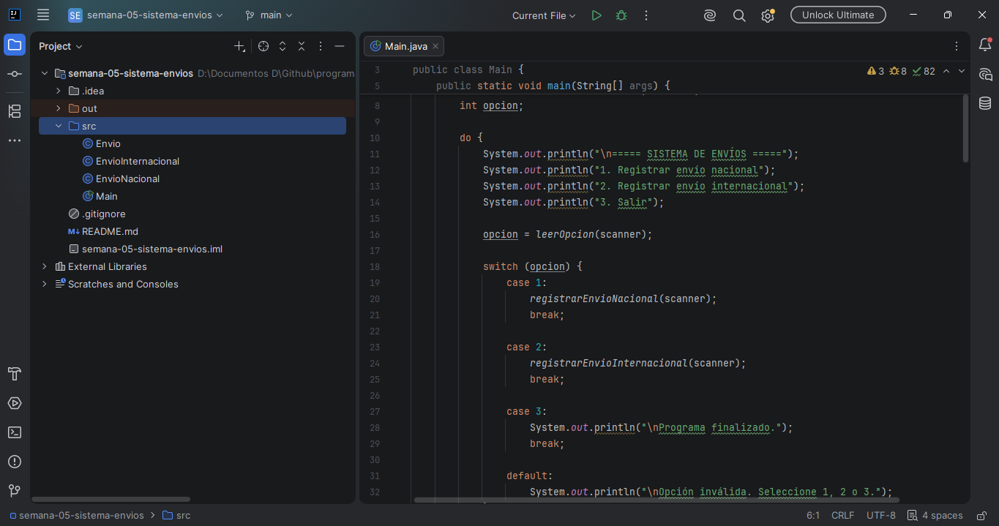 SE semana-05-sistema-envios main Current File Unlock Ultimate
Project
Main.java
semana-05-sistema-envios D:\Documentos D\Github\program
.idea
out
src
Envio
EnvioInternacional
EnvioNacional
Main
.gitignore
M↓ README.md
semana-05-sistema-envios.iml
External Libraries
Scratches and Consoles
3 public class Main {
3 8 82
5 public static void main(String[] args) {
8 int opcion;
9
10 do {
11 System.out.println("\n===== SISTEMA DE ENVÍOS =====");
12 System.out.println("1. Registrar envío nacional");
13 System.out.println("2. Registrar envío internacional");
14 System.out.println("3. Salir");
15
16 opcion = leerOpcion(scanner);
17
18 switch (opcion) {
19 case 1:
20 registrarEnvioNacional(scanner);
21 break;
22
23 case 2:
24 registrarEnvioInternacional(scanner);
25 break;
26
27 case 3:
28 System.out.println("\nPrograma finalizado.");
29 break;
30
31 default:
32 System.out.println("\nOpción inválida. Seleccione 1, 2 o 3.");
semana-05-sistema-envios src 6:1 CRLF UTF-8 4 spaces